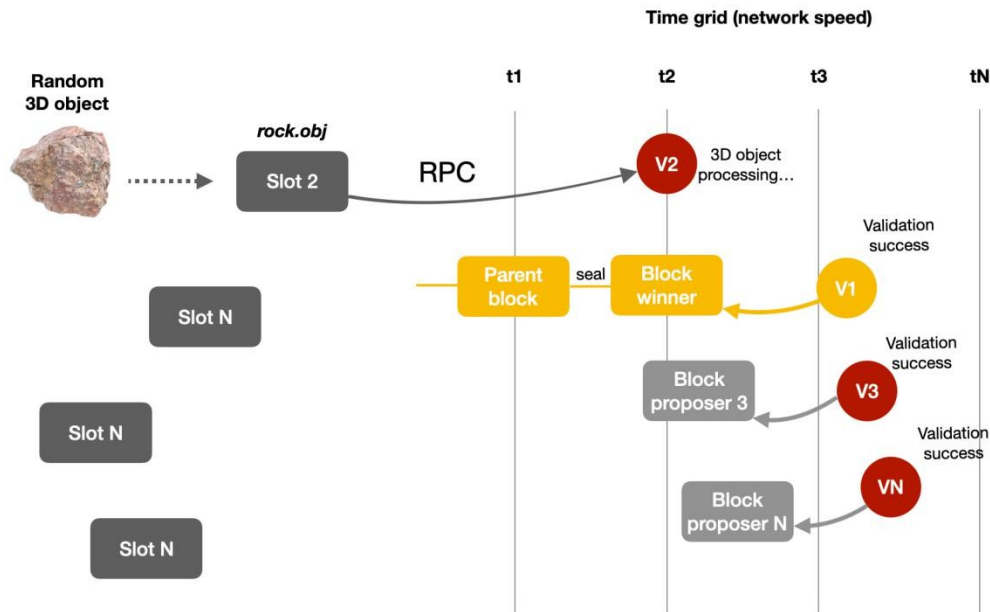 Time grid (network speed)
t1
t2
t3
tN
Random
3D object
rock.obj
Slot 2
RPC
V2
3D object
processing...
Validation
success
Parent
block
seal
Block
winner
V1
Slot N
Validation
success
Block
proposer 3
V3
Slot N
Validation
success
Block
proposer N
VN
Slot N